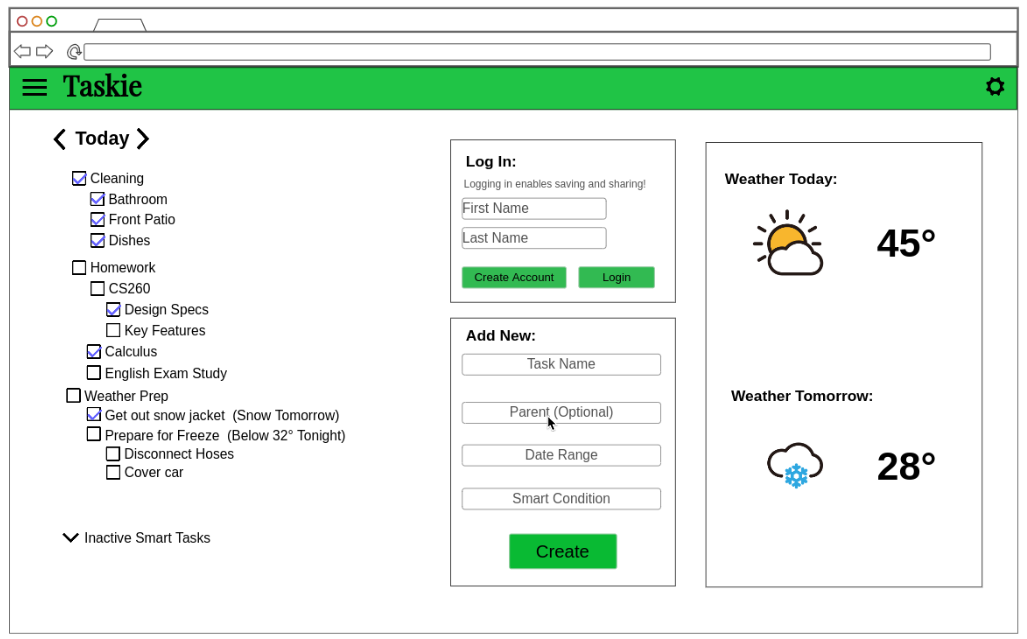 Taskie
Today
Cleaning
Bathroom
Front Patio
Dishes
Homework
CS260
Design Specs
Key Features
Calculus
English Exam Study
Weather Prep
Get out snow jacket (Snow Tomorrow)
Prepare for Freeze (Below 32° Tonight)
Disconnect Hoses
Cover car
Inactive Smart Tasks
Log In:
Logging in enables saving and sharing!
First Name
Last Name
Create Account Login
Add New:
Task Name
Parent (Optional)
Date Range
Smart Condition
Create
Weather Today:
45°
Weather Tomorrow:
28°